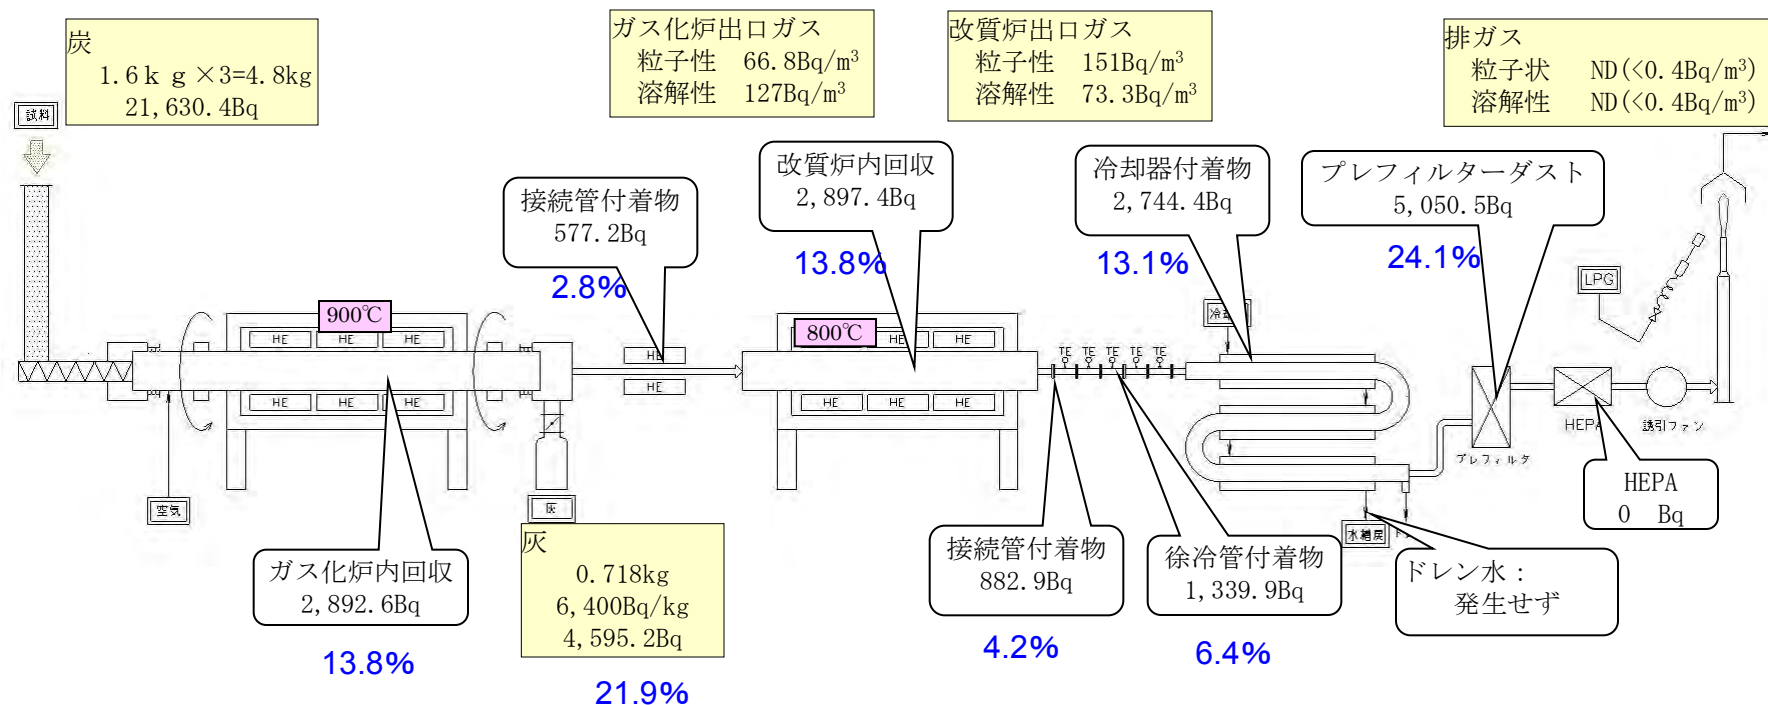 炭
1.6ｋｇ×3=4.8kg
21,630.4Bq
ガス化炉出口ガス
粒子性 66.8Bq/m³
溶解性 127Bq/m³
改質炉出口ガス
粒子性 151Bq/m³
溶解性 73.3Bq/m³
排ガス
粒子状 ND(<0.4Bq/m³)
溶解性 ND(<0.4Bq/m³)
試料
接続管付着物
577.2Bq
2.8%
改質炉内回収
2,897.4Bq
13.8%
冷却器付着物
2,744.4Bq
13.1%
プレフィルターダスト
5,050.5Bq
24.1%
LPG
900℃
HE HE HE
HE HE HE
HE
HE
800℃
HE HE
HE HE HE
TE TE TE TE TE
空気
灰
プレフィルタ
HEPA
誘引ファン
HEPA
0 Bq
ガス化炉内回収
2,892.6Bq
13.8%
灰
0.718kg
6,400Bq/kg
4,595.2Bq
21.9%
接続管付着物
882.9Bq
4.2%
徐冷管付着物
1,339.9Bq
6.4%
ドレン水：
発生せず